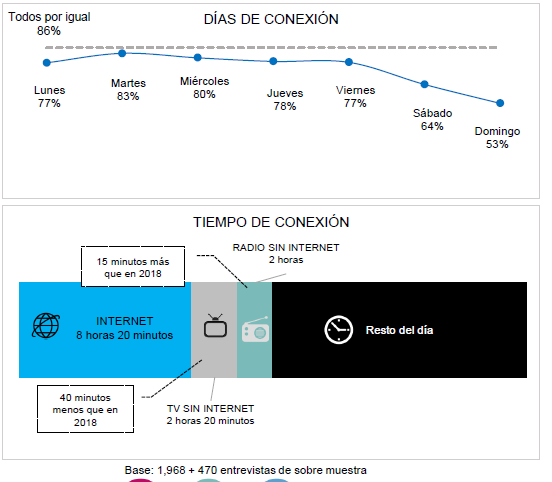 DÍAS DE CONEXIÓN
Todos por igual
86%
Lunes
77%
Martes
83%
Miércoles
80%
Jueves
78%
Viernes
77%
Sábado
64%
Domingo
53%
TIEMPO DE CONEXIÓN
15 minutos más
que en 2018
RADIO SIN INTERNET
2 horas
INTERNET
8 horas 20 minutos
Resto del día
40 minutos
menos que en
2018
TV SIN INTERNET
2 horas 20 minutos
Base: 1,968 + 470 entrevistas de sobre muestra